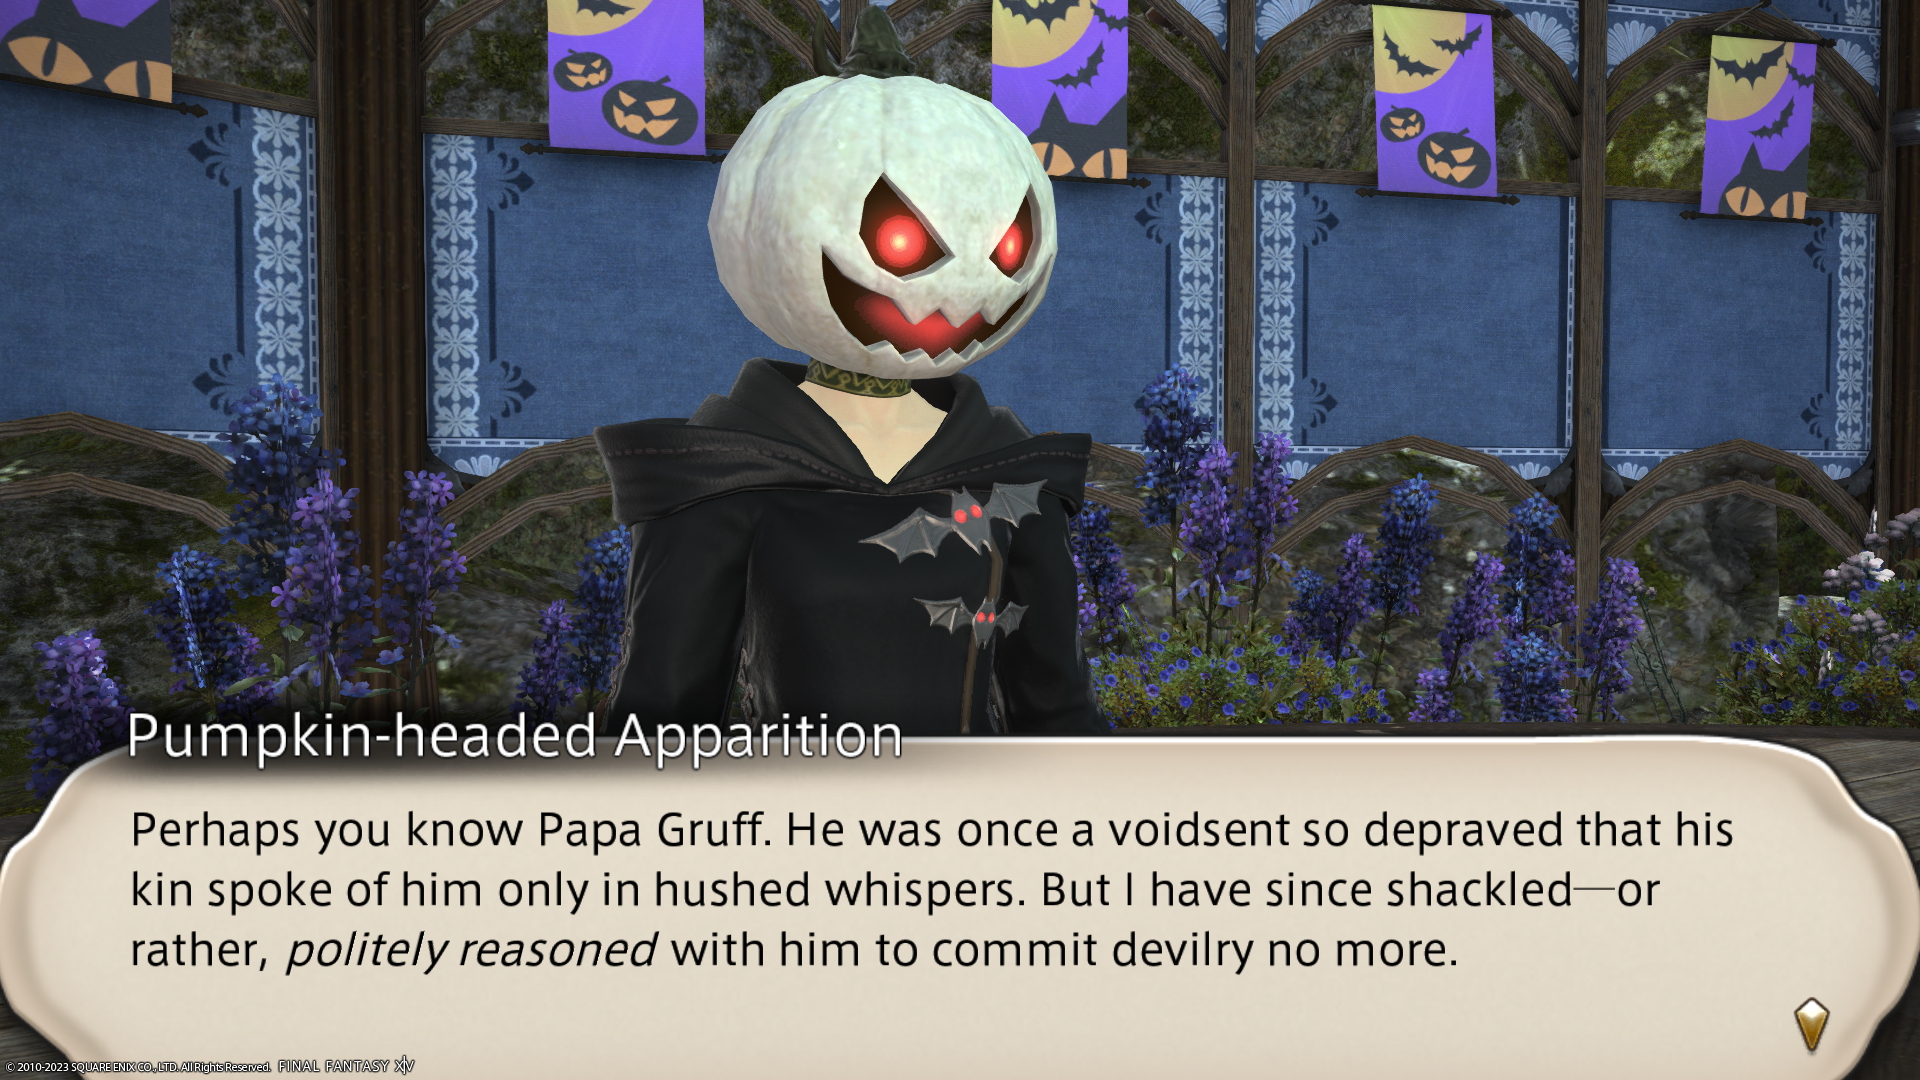 Pumpkin-headed Apparition
Perhaps you know Papa Gruff. He was once a voidsent so depraved that his
kin spoke of him only in hushed whispers. But I have since shackled—or
rather, politely reasoned with him to commit devilry no more.
© 2010-2023 SQUARE ENIX CO., LTD. All Rights Reserved. FINAL FANTASY XIV